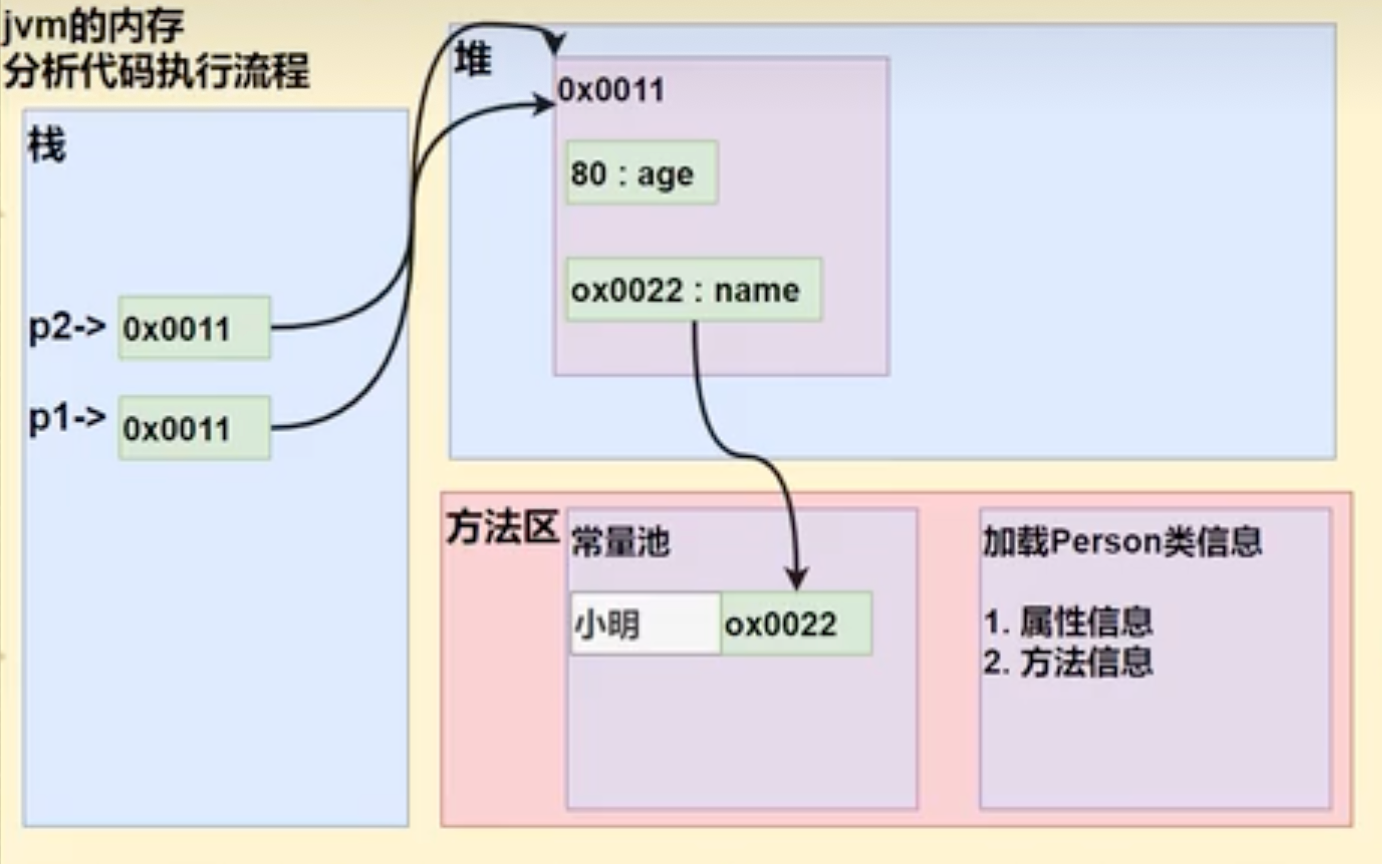 jvm的内存
分析代码执行流程
栈
p2-> 0x0011
p1-> 0x0011
堆
0x0011
80 : age
ox0022 : name
方法区
常量池
小明 ox0022
加载Person类信息
1. 属性信息
2. 方法信息